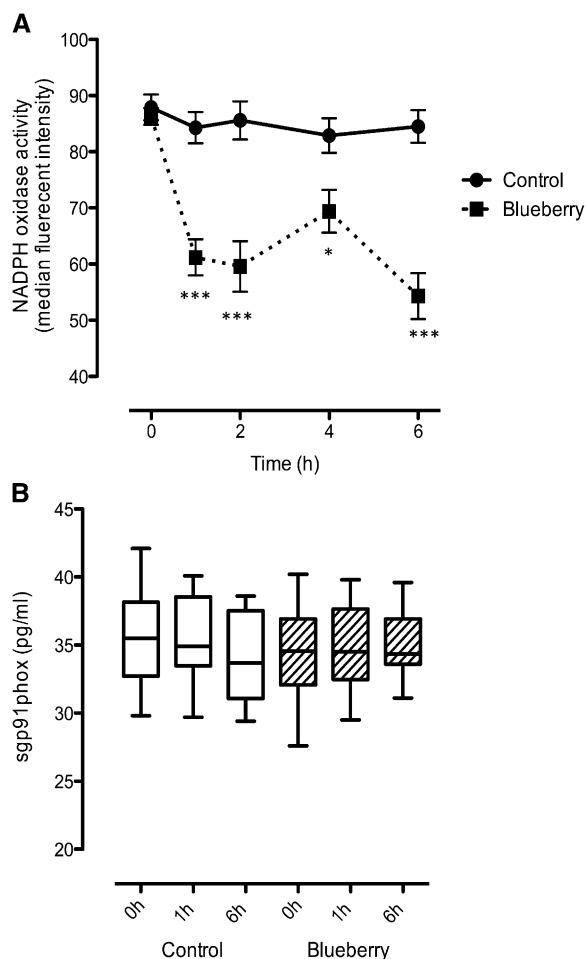 A
100
90
80
70
60
50
40
NADPH oxidase activity
(median fluerecent intensity)
Control
Blueberry
***
***
*
***
0
2
4
6
Time (h)
B
45
40
35
30
25
20
sgp91phox (pg/ml)
0h
1h
6h
0h
1h
6h
Control
Blueberry